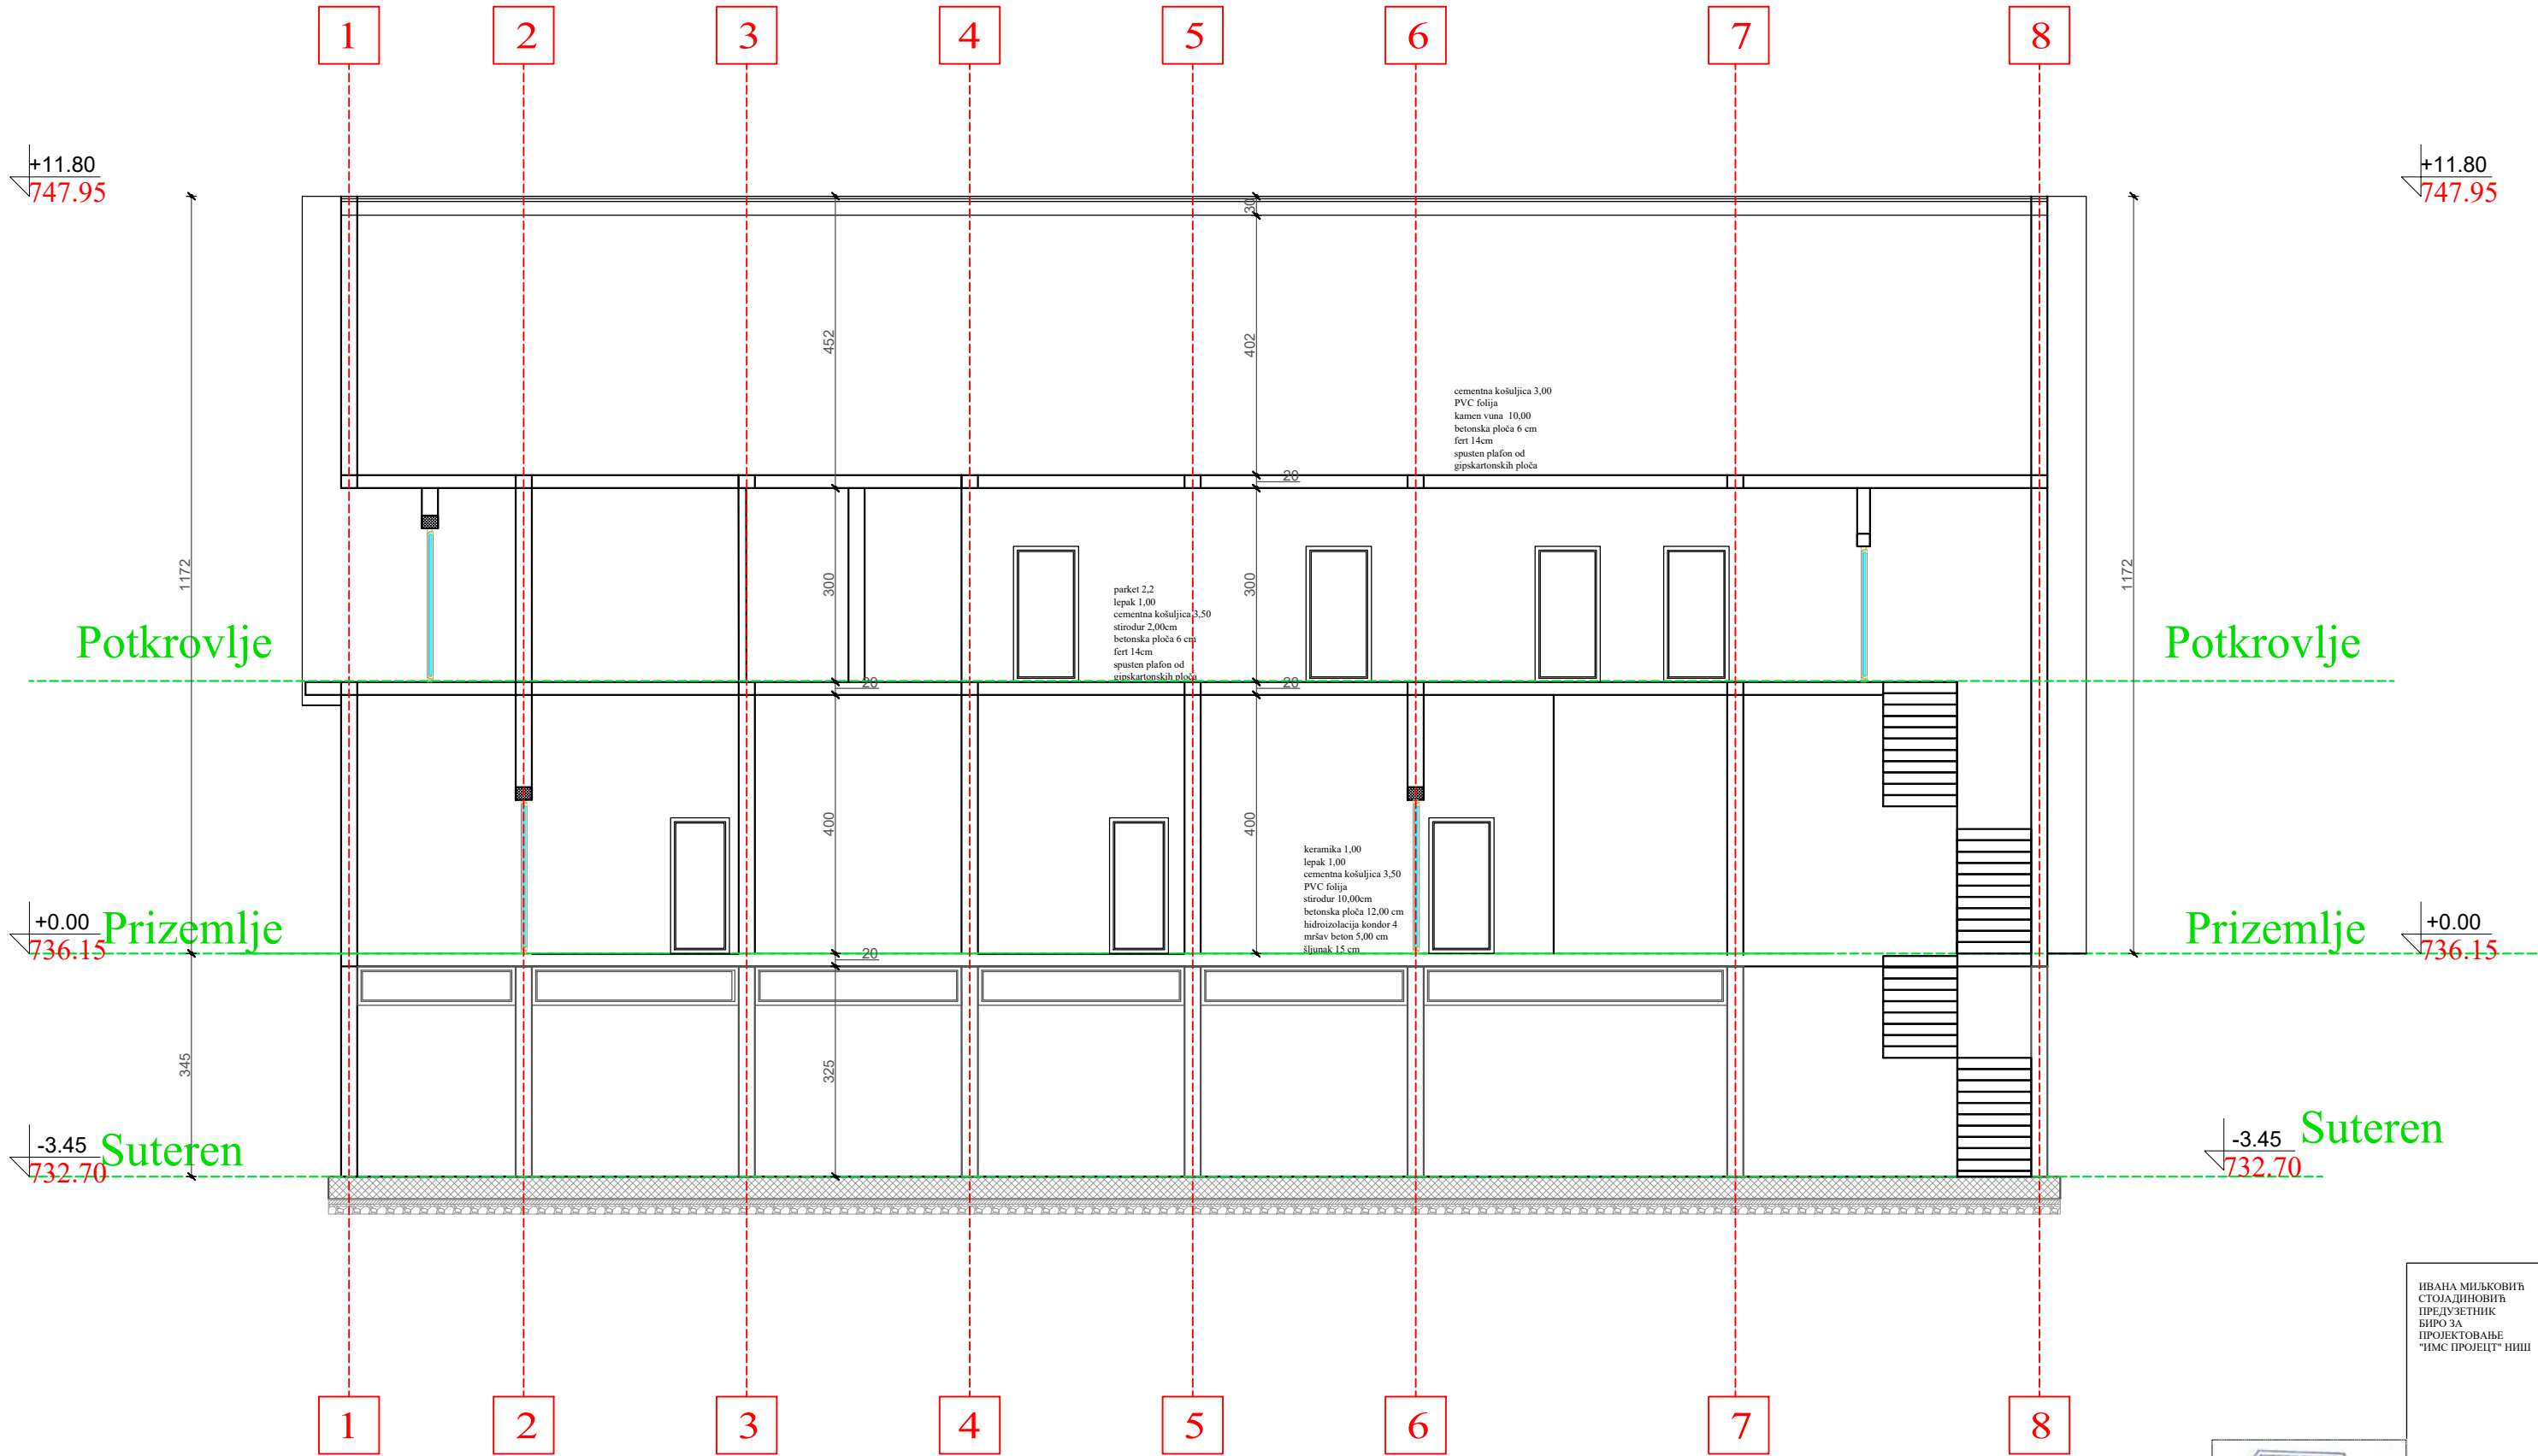 1 2 3 4 5 6 7 8
+11.80
747.95
+11.80
747.95
30
452
402
cementna košuljica 3,00
PVC folija
kamen vuna 10,00
betonska ploča 6 cm
fert 14cm
spusten plafon od
gipskartonskih ploča
20
1172
300
300
1172
parket 2,2
lepak 1,00
cementna košuljica 3,50
stirodur 2,00cm
betonska ploča 6 cm
fert 14cm
spusten plafon od
gipskartonskih ploča
Potkrovlje
Potkrovlje
20
20
400
400
keramika 1,00
lepak 1,00
cementna košuljica 3,50
PVC folija
stirodur 10,00cm
betonska ploča 12,00 cm
hidroizolacija kondor 4
mršav beton 5,00 cm
šljunak 15 cm
+0.00
736.15
Prizemlje
Prizemlje
+0.00
736.15
20
345
325
-3.45
732.70
Suteren
-3.45
732.70
Suteren
ИВАНА МИЉКОВИЋ
СТОЈАДИНОВИЋ
ПРЕДУЗЕТНИК
БИРО ЗА
ПРОЈЕКТОВАЊЕ
"ИМС ПРОЈЕЦТ" НИШ
1 2 3 4 5 6 7 8